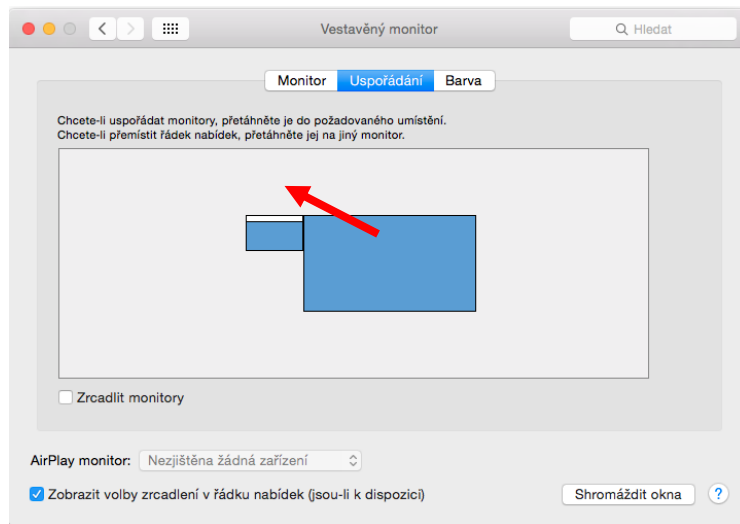 Vestavěný monitor
Hledat
Monitor Uspořádání Barva
Chcete-li uspořádat monitory, přetáhněte je do požadovaného umístění.
Chcete-li přemístit řádek nabídek, přetáhněte jej na jiný monitor.
Zrcadlit monitory
AirPlay monitor: Nezjištěna žádná zařízení
Zobrazit volby zrcadlení v řádku nabídek (jsou-li k dispozici)
Shromáždit okna ?